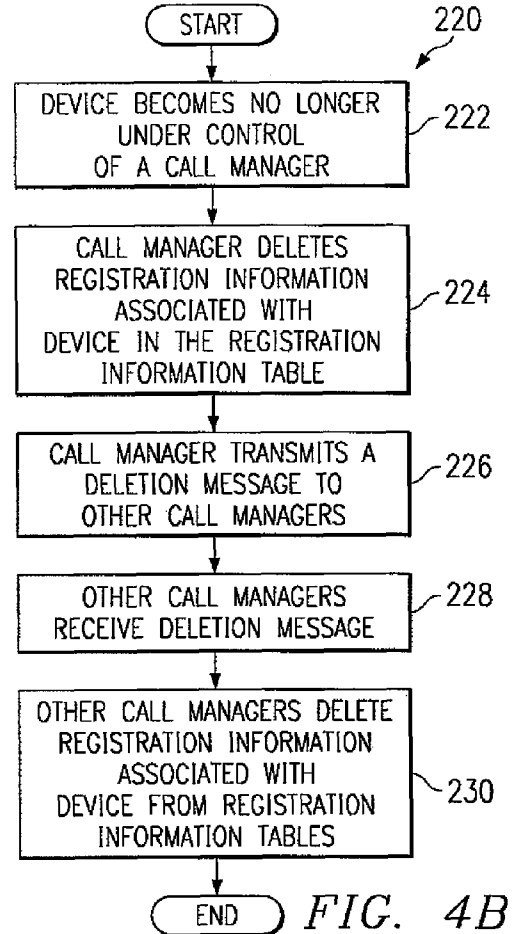 START
220
DEVICE BECOMES NO LONGER
UNDER CONTROL
OF A CALL MANAGER
222
CALL MANAGER DELETES
REGISTRATION INFORMATION
ASSOCIATED WITH
DEVICE IN THE REGISTRATION
INFORMATION TABLE
224
CALL MANAGER TRANSMITS A
DELETION MESSAGE TO
OTHER CALL MANAGERS
226
OTHER CALL MANAGERS
RECEIVE DELETION MESSAGE
228
OTHER CALL MANAGERS DELETE
REGISTRATION INFORMATION
ASSOCIATED WITH
DEVICE FROM REGISTRATION
INFORMATION TABLES
230
END
FIG. 4B